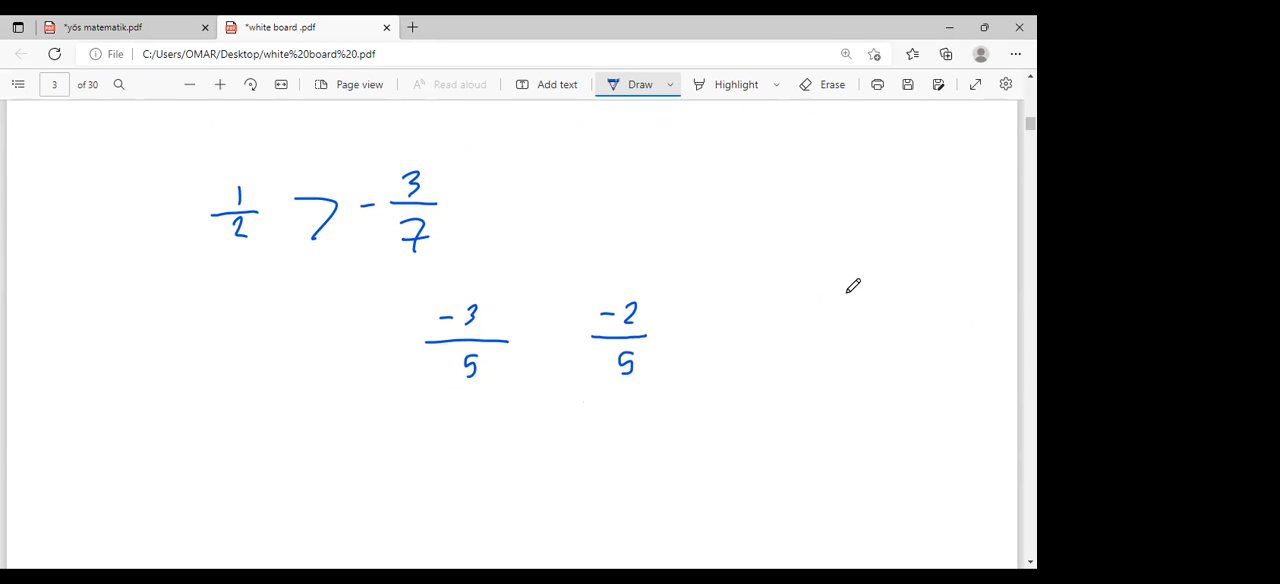 *yös matematik.pdf *white board .pdf
File C:/Users/OMAR/Desktop/white%20board%20.pdf
3 of 30 Page view Read aloud Add text Draw Highlight Erase
1/2 > - 3/7
-3/5 -2/5